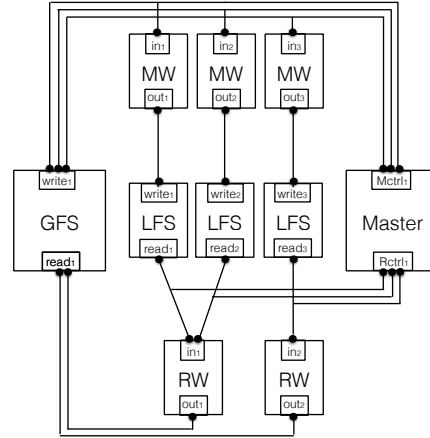 in1 in2 in3
MW MW MW
out1 out2 out3
write1 write1 write2 write3 Mctrl1
GFS LFS LFS LFS Master
read1 read1 read2 read3 Rctrl1
in1 in2
RW RW
out1 out2